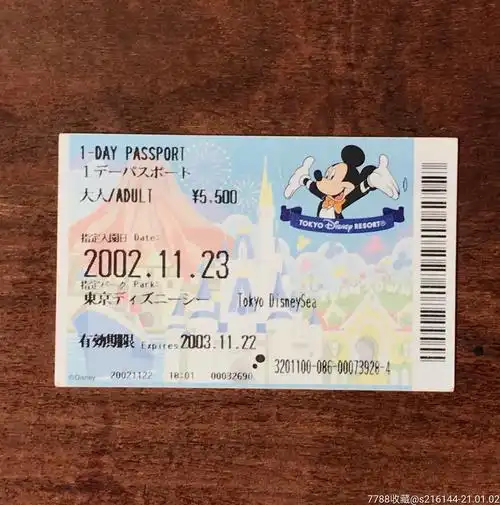 1-DAY PASSPORT
1デーパスポート
大人/ADULT ¥5,500
TOKYO Disney RESORT®
指定入園日 Date:
2002.11.23
指定パーク Park:
東京ディズニーシー Tokyo DisneySea
有効期限 Expires 2003.11.22
3201100-086-00073928-4
©Disney 20021122 18:01 00032690
7788收藏@s216144-21.01.02